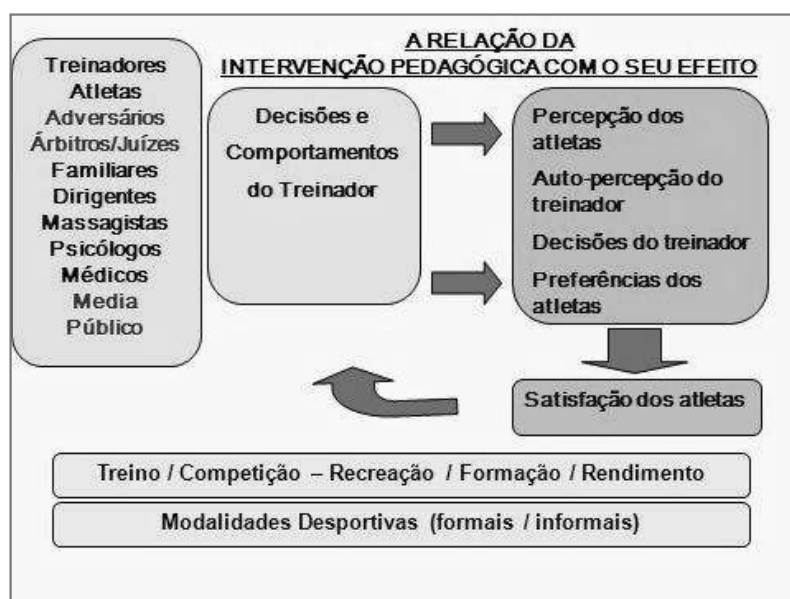 A RELAÇÃO DA
INTERVENÇÃO PEDAGÓGICA COM O SEU EFEITO
Treinadores
Atletas
Adversários
Árbitros/Juízes
Familiares
Dirigentes
Massagistas
Psicólogos
Médicos
Media
Público
Decisões e
Comportamentos
do Treinador
Percepção dos
atletas
Auto-percepção do
treinador
Decisões do treinador
Preferências dos
atletas
Satisfação dos atletas
Treino / Competição – Recreação / Formação / Rendimento
Modalidades Desportivas (formais / informais)